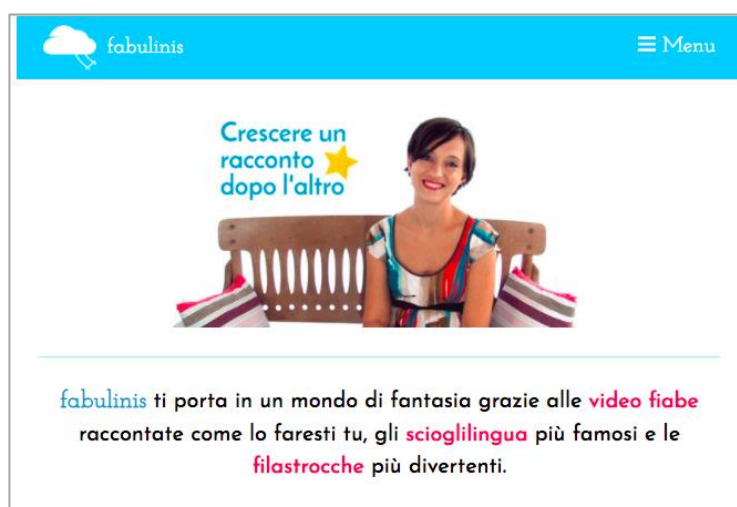 fabulinis
Menu
Crescere un
racconto
dopo l'altro
fabulinis ti porta in un mondo di fantasia grazie alle video fiabe
raccontate come lo faresti tu, gli scioglilingua più famosi e le
filastrocche più divertenti.